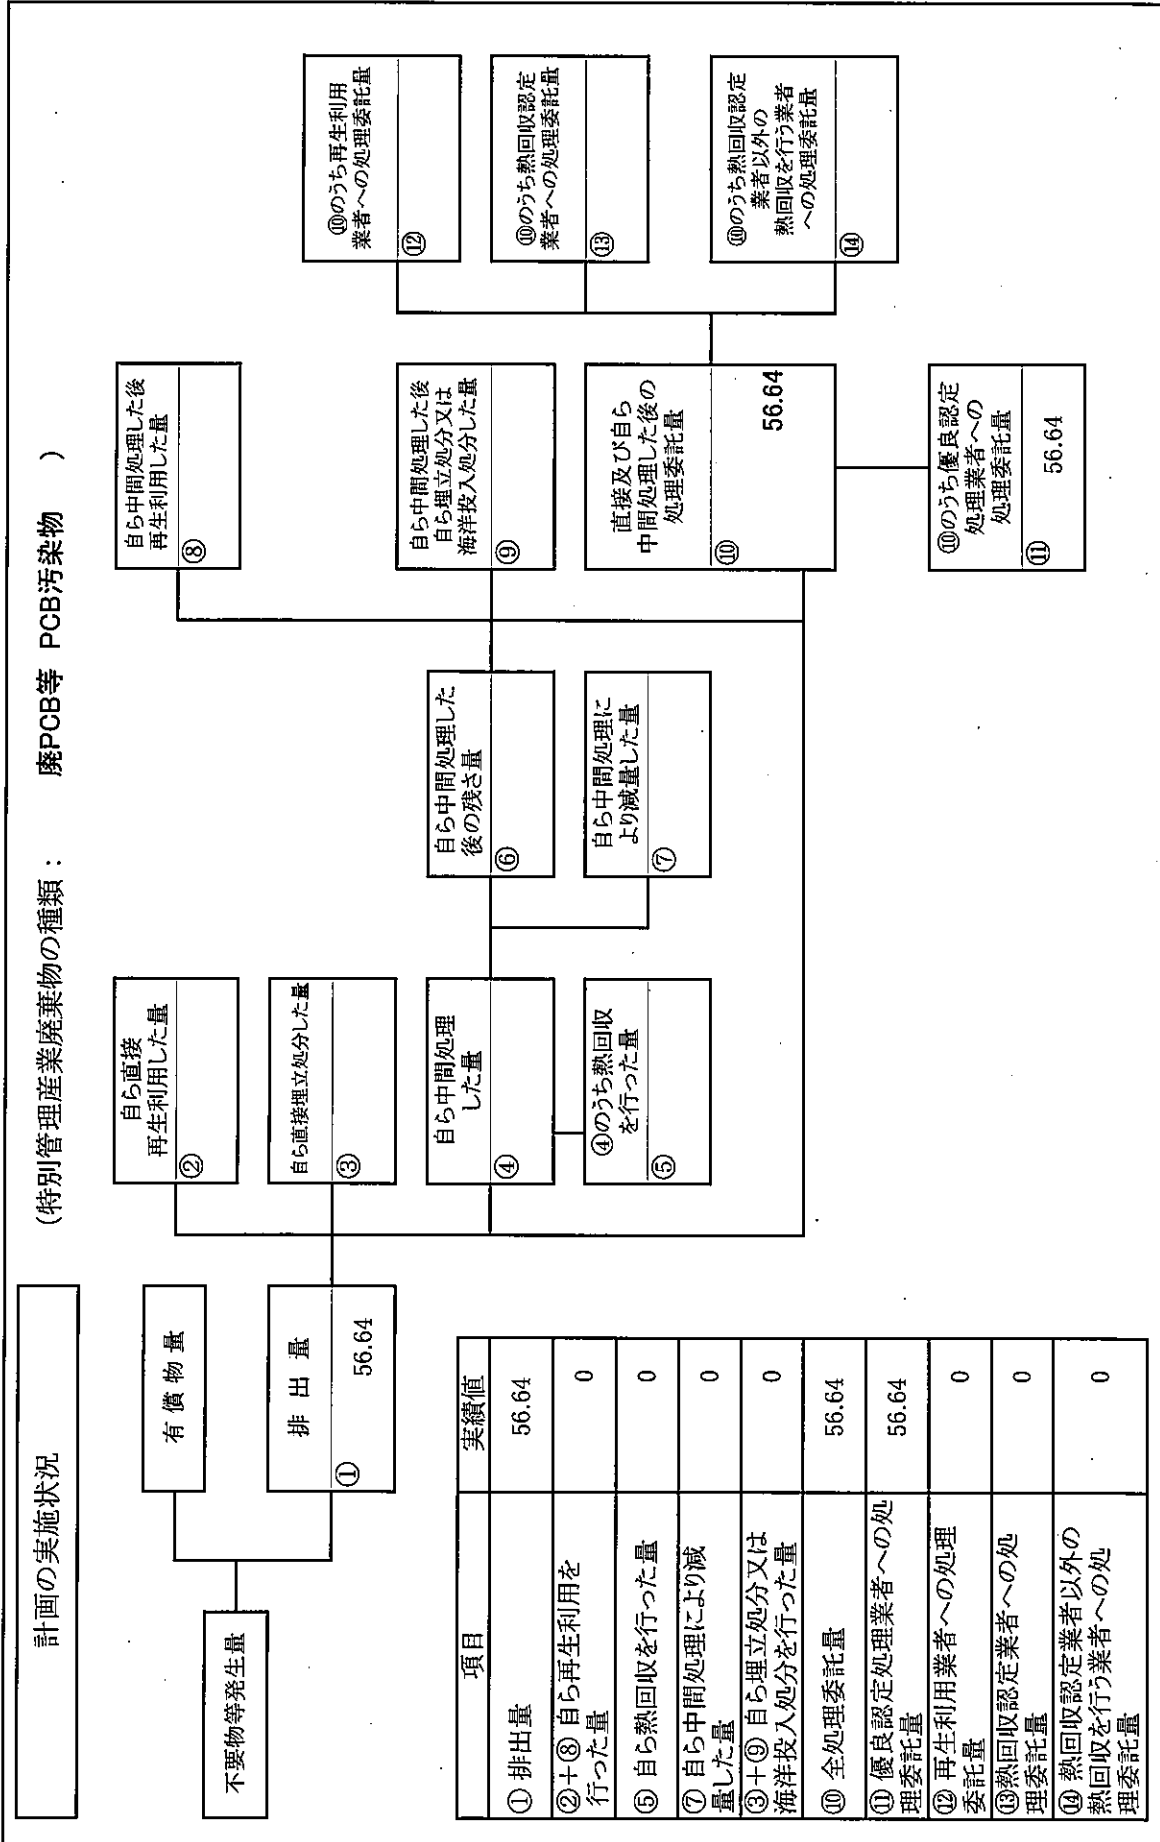 計画の実施状況
(特別管理産業廃棄物の種類： 廃PCB等 PCB汚染物 ）
不要物等発生量
有償物量
排出量
①
56.64
自ら直接
再生利用した量
②
自ら直接埋立処分した量
③
自ら中間処理
した量
④
④のうち熱回収
を行った量
⑤
自ら中間処理した
後の残さ量
⑥
自ら中間処理に
より減量した量
⑦
自ら中間処理した後
再生利用した量
⑧
自ら中間処理した後
自ら埋立処分又は
海洋投入処分した量
⑨
直接及び自ら
中間処理した後の
処理委託量
⑩
56.64
⑩のうち優良認定
処理業者への
処理委託量
⑪
56.64
⑩のうち再生利用
業者への処理委託量
⑫
⑩のうち熱回収認定
業者への処理委託量
⑬
⑩のうち熱回収認定
業者以外の
熱回収を行う業者
への処理委託量
⑭
項目 実績値
①排出量 56.64
②＋⑧ 自ら再生利用を
行った量 0
⑤ 自ら熱回収を行った量 0
⑦ 自ら中間処理により減
量した量 0
③＋⑨ 自ら埋立処分又は
海洋投入処分を行った量 0
⑩ 全処理委託量 56.64
⑪ 優良認定処理業者への処
理委託量 56.64
⑫ 再生利用業者への処理
委託量 0
⑬熱回収認定業者への処
理委託量 0
⑭ 熱回収認定業者以外の
熱回収を行う業者への処
理委託量 0